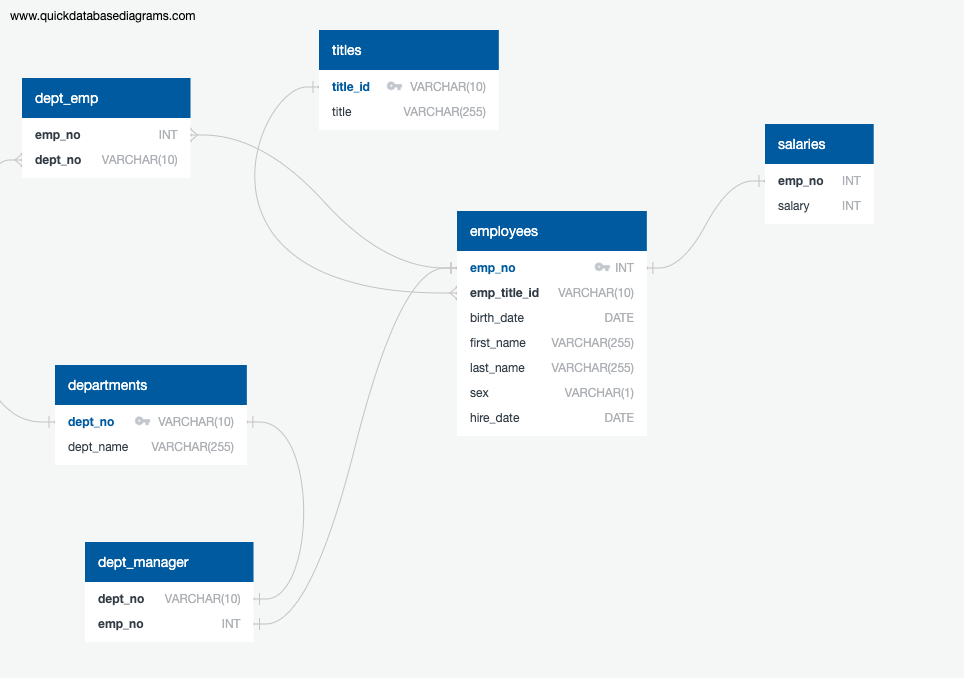 www.quickdatabasediagrams.com
titles
title_id VARCHAR(10)
title VARCHAR(255)
dept_emp
emp_no INT
dept_no VARCHAR(10)
salaries
emp_no INT
salary INT
employees
emp_no INT
emp_title_id VARCHAR(10)
birth_date DATE
first_name VARCHAR(255)
last_name VARCHAR(255)
sex VARCHAR(1)
hire_date DATE
departments
dept_no VARCHAR(10)
dept_name VARCHAR(255)
dept_manager
dept_no VARCHAR(10)
emp_no INT